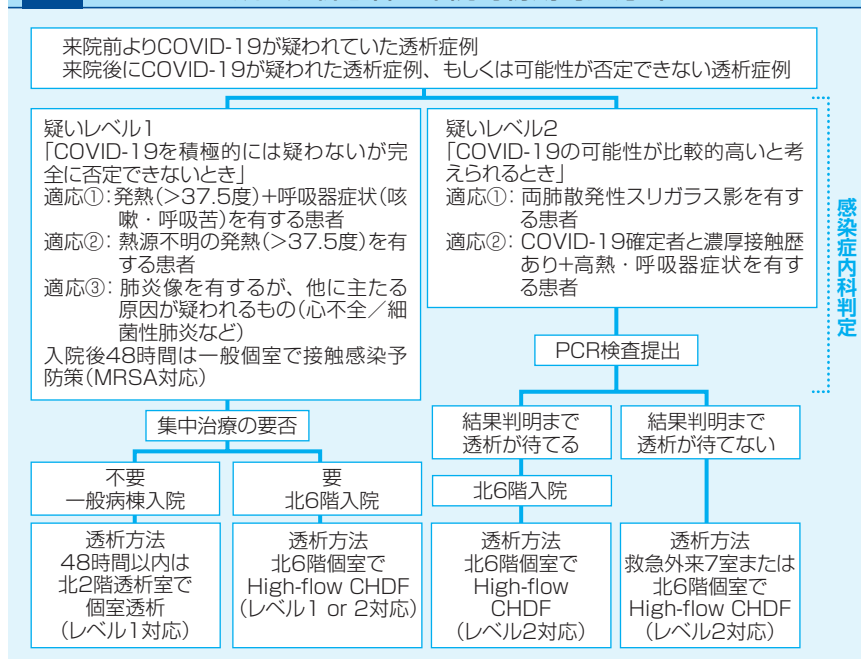 来院前よりCOVID-19が疑われていた透析症例
来院後にCOVID-19が疑われた透析症例、もしくは可能性が否定できない透析症例
疑いレベル1
「COVID-19を積極的には疑わないが完
全に否定できないとき」
適応①:発熱(>37.5度)+呼吸器症状(咳
嗽・呼吸苦)を有する患者
適応②:熱源不明の発熱(>37.5度)を有
する患者
適応③:肺炎像を有するが、他に主たる
原因が疑われるもの(心不全/細
菌性肺炎など)
入院後48時間は一般個室で接触感染予
防策(MRSA対応)
疑いレベル2
「COVID-19の可能性が比較的高いと考
えられるとき」
適応①:両肺散発性スリガラス影を有す
る患者
適応②:COVID-19確定者と濃厚接触歴
あり+高熱・呼吸器症状を有す
る患者
感染症内科判定
PCR検査提出
集中治療の要否
結果判明まで
透析が待てる
結果判明まで
透析が待てない
不要
一般病棟入院
要
北6階入院
北6階入院
透析方法
48時間以内は
北2階透析室で
個室透析
(レベル1対応)
透析方法
北6階個室で
High-flow CHDF
(レベル1 or 2対応)
透析方法
北6階個室で
High-flow
CHDF
(レベル2対応)
透析方法
救急外来7室または
北6階個室で
High-flow CHDF
(レベル2対応)